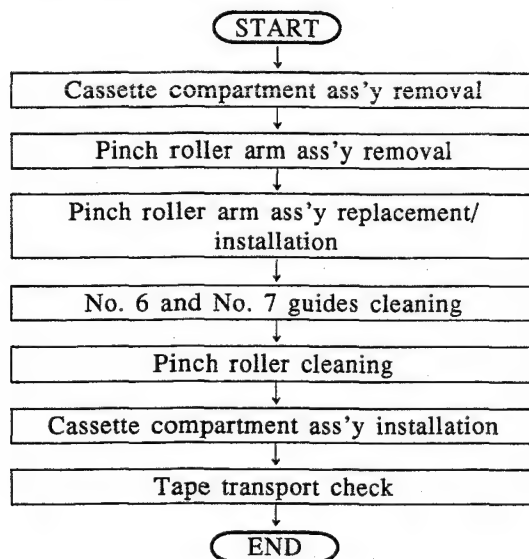 START
Cassette compartment ass'y removal
Pinch roller arm ass'y removal
Pinch roller arm ass'y replacement/
installation
No. 6 and No. 7 guides cleaning
Pinch roller cleaning
Cassette compartment ass'y installation
Tape transport check
END